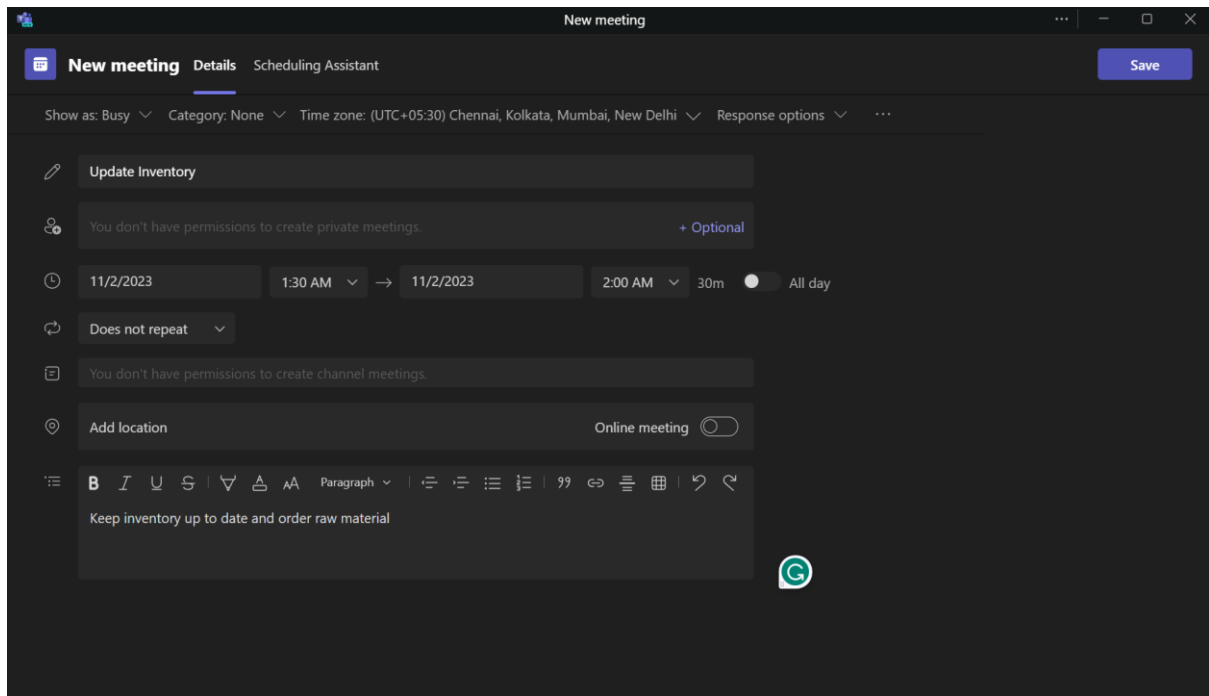 New meeting
New meeting Details Scheduling Assistant Save
Show as: Busy Category: None Time zone: (UTC+05:30) Chennai, Kolkata, Mumbai, New Delhi Response options ...
Update Inventory
You don't have permissions to create private meetings. + Optional
11/2/2023 1:30 AM → 11/2/2023 2:00 AM 30m All day
Does not repeat
You don't have permissions to create channel meetings.
Add location Online meeting
B I U S A AA Paragraph 99
Keep inventory up to date and order raw material
G